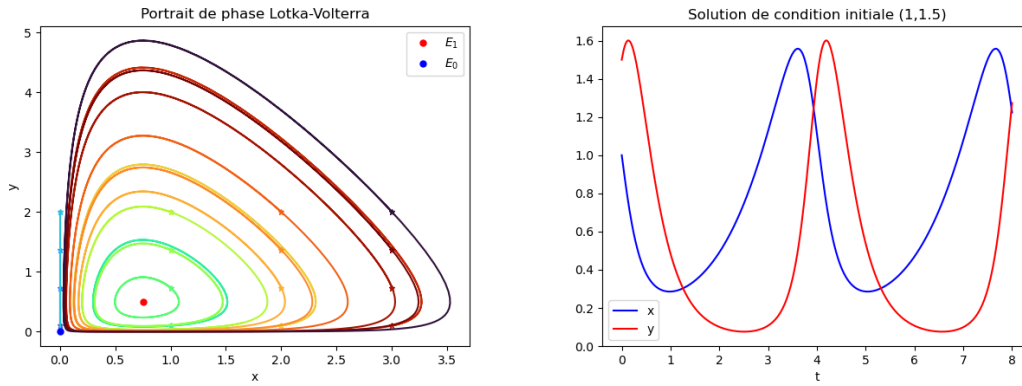 Portrait de phase Lotka-Volterra
5
4
3
2
1
0
y
E₁
E₀
0.0 0.5 1.0 1.5 2.0 2.5 3.0 3.5
x
Solution de condition initiale (1,1.5)
1.6
1.4
1.2
1.0
0.8
0.6
0.4
0.2
0.0
x
y
0 1 2 3 4 5 6 7 8
t